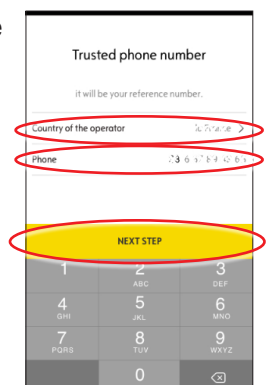 e
Trusted phone number
it will be your reference number.
Country of the operator >
Phone
NEXT STEP
1 2 3
ABC DEF
4 5 6
GHI JKL MNO
7 8 9
PQRS TUV WXYZ
0